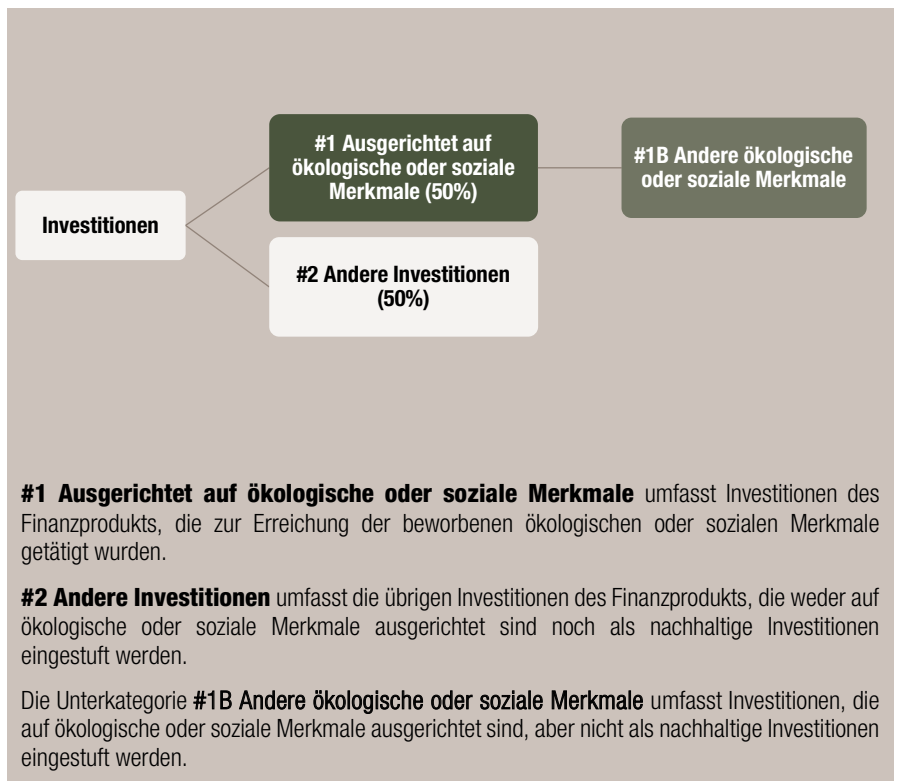 #1 Ausgerichtet auf
ökologische oder soziale
Merkmale (50%)
#1B Andere ökologische
oder soziale Merkmale
Investitionen
#2 Andere Investitionen
(50%)
#1 Ausgerichtet auf ökologische oder soziale Merkmale umfasst Investitionen des
Finanzprodukts, die zur Erreichung der beworbenen ökologischen oder sozialen Merkmale
getätigt wurden.
#2 Andere Investitionen umfasst die übrigen Investitionen des Finanzprodukts, die weder auf
ökologische oder soziale Merkmale ausgerichtet sind noch als nachhaltige Investitionen
eingestuft werden.
Die Unterkategorie #1B Andere ökologische oder soziale Merkmale umfasst Investitionen, die
auf ökologische oder soziale Merkmale ausgerichtet sind, aber nicht als nachhaltige Investitionen
eingestuft werden.